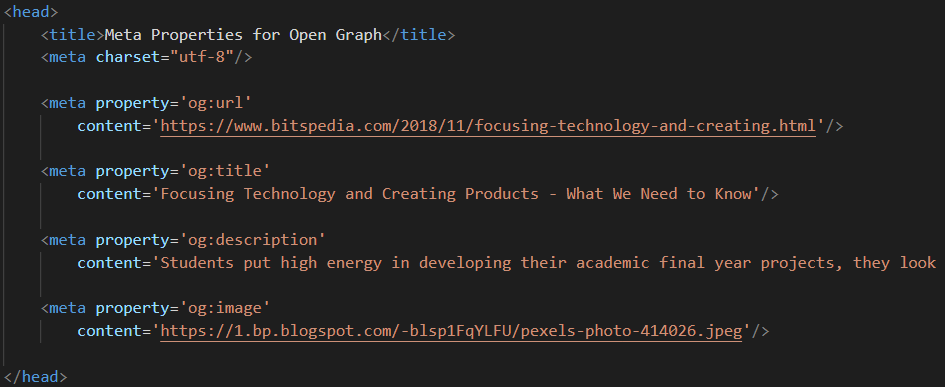 <head>
<title>Meta Properties for Open Graph</title>
<meta charset="utf-8"/>
<meta property='og:url'
content='https://www.bitspedia.com/2018/11/focusing-technology-and-creating.html'/>
<meta property='og:title'
content='Focusing Technology and Creating Products - What We Need to Know'/>
<meta property='og:description'
content='Students put high energy in developing their academic final year projects, they look
<meta property='og:image'
content='https://1.bp.blogspot.com/-blsp1FqYLFU/pexels-photo-414026.jpeg'/>
</head>